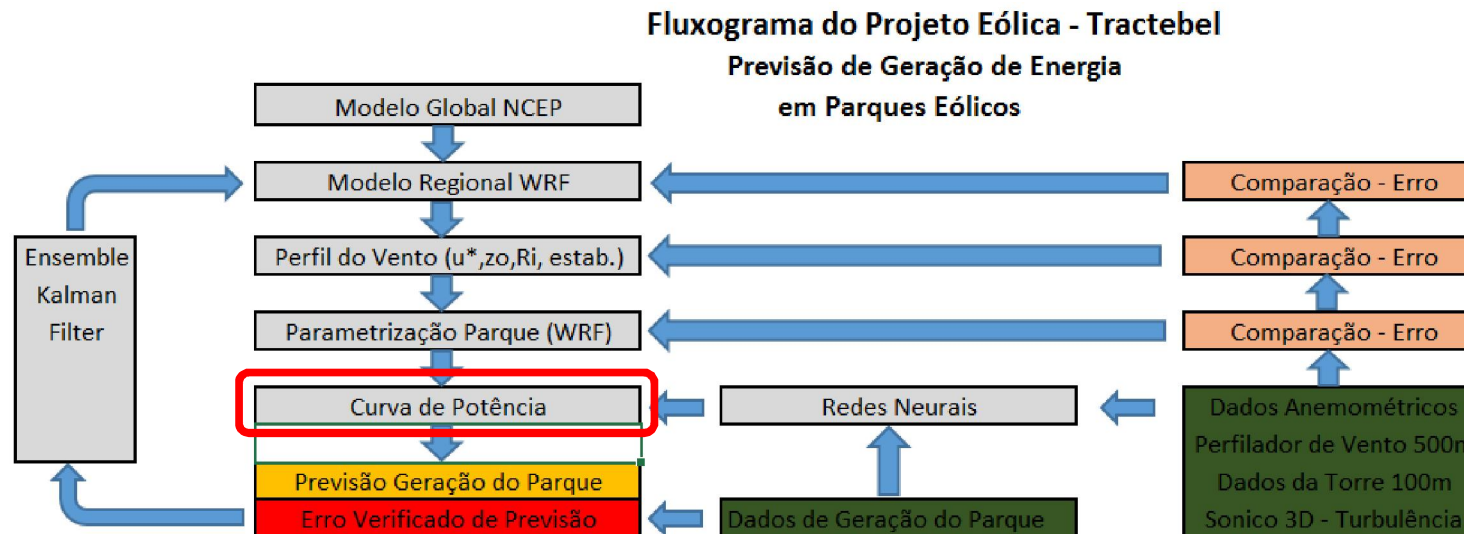 Fluxograma do Projeto Eólica - Tractebel
Previsão de Geração de Energia
em Parques Eólicos
Modelo Global NCEP
Modelo Regional WRF
Comparação - Erro
Ensemble
Kalman
Filter
Perfil do Vento (u*,zo,Ri, estab.)
Comparação - Erro
Parametrização Parque (WRF)
Comparação - Erro
Curva de Potência
Redes Neurais
Dados Anemométricos
Perfilador de Vento 500m
Previsão Geração do Parque
Dados da Torre 100m
Erro Verificado de Previsão
Dados de Geração do Parque
Sonico 3D - Turbulência